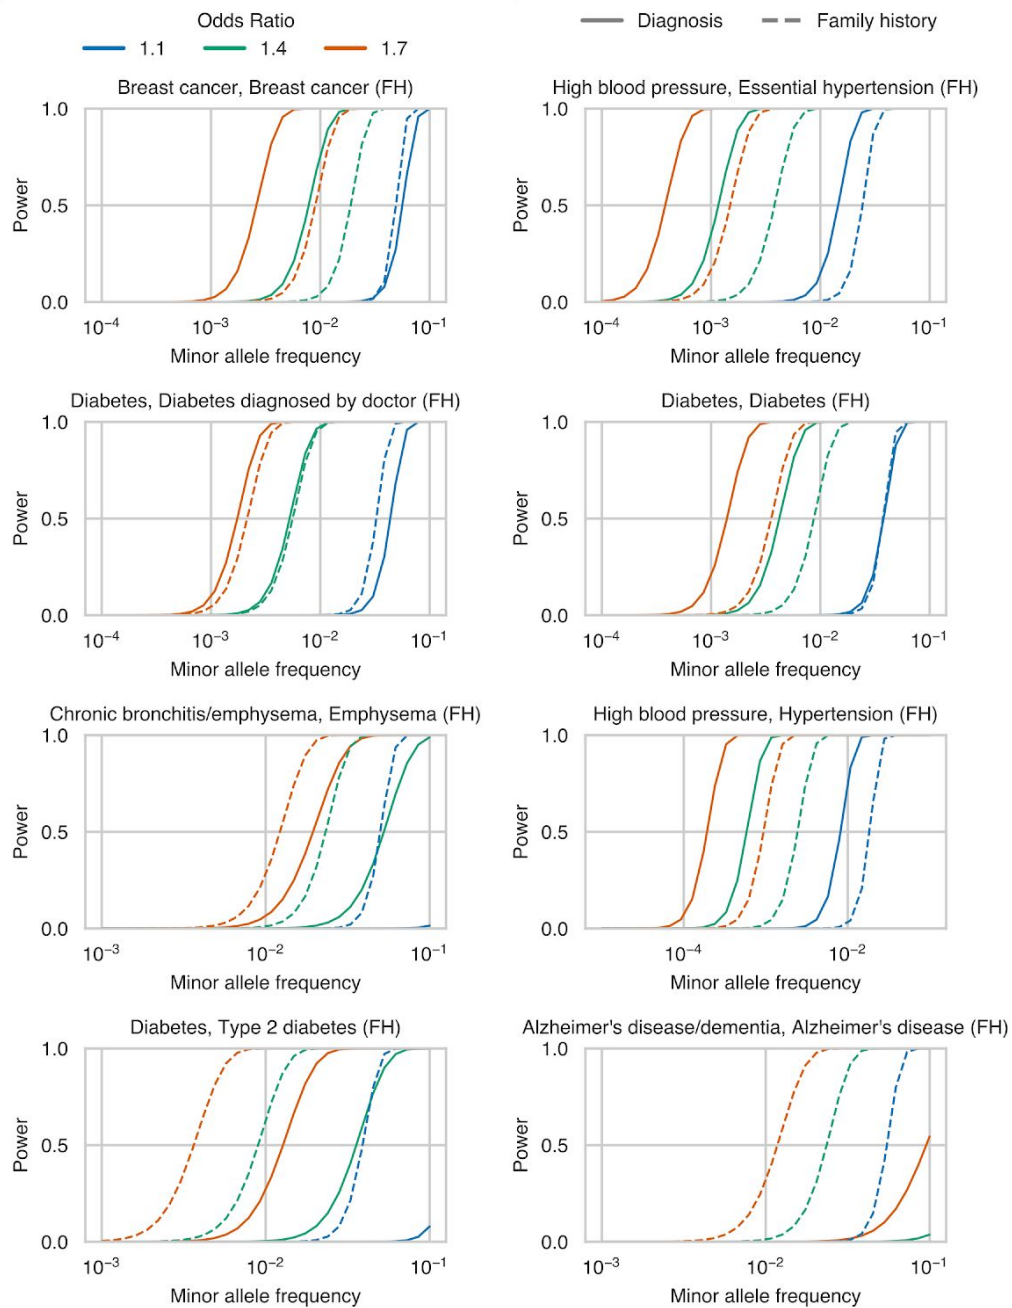 Odds Ratio
1.1 1.4 1.7
Diagnosis Family history
Breast cancer, Breast cancer (FH)
Power
1.0
0.5
0.0
10⁻⁴ 10⁻³ 10⁻² 10⁻¹
Minor allele frequency
High blood pressure, Essential hypertension (FH)
Power
1.0
0.5
0.0
10⁻⁴ 10⁻³ 10⁻² 10⁻¹
Minor allele frequency
Diabetes, Diabetes diagnosed by doctor (FH)
Power
1.0
0.5
0.0
10⁻⁴ 10⁻³ 10⁻² 10⁻¹
Minor allele frequency
Diabetes, Diabetes (FH)
Power
1.0
0.5
0.0
10⁻⁴ 10⁻³ 10⁻² 10⁻¹
Minor allele frequency
Chronic bronchitis/emphysema, Emphysema (FH)
Power
1.0
0.5
0.0
10⁻³ 10⁻² 10⁻¹
Minor allele frequency
High blood pressure, Hypertension (FH)
Power
1.0
0.5
0.0
10⁻⁴ 10⁻²
Minor allele frequency
Diabetes, Type 2 diabetes (FH)
Power
1.0
0.5
0.0
10⁻³ 10⁻² 10⁻¹
Minor allele frequency
Alzheimer's disease/dementia, Alzheimer's disease (FH)
Power
1.0
0.5
0.0
10⁻³ 10⁻² 10⁻¹
Minor allele frequency